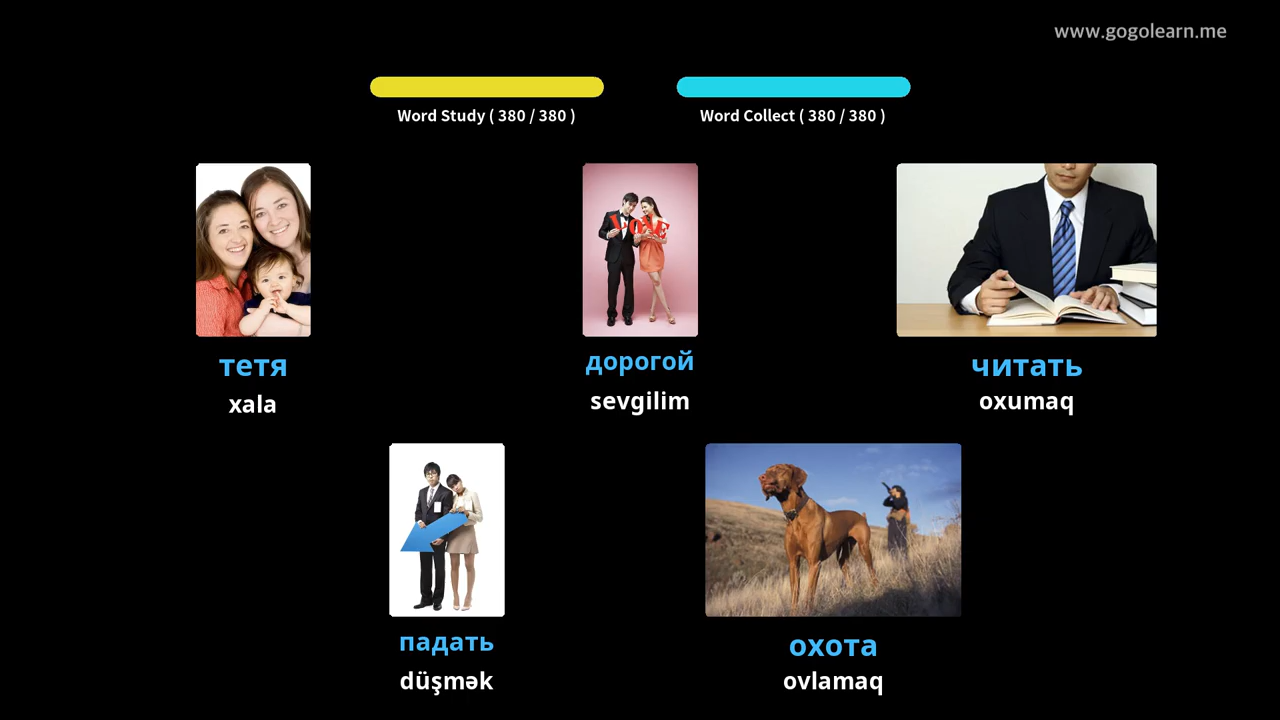 www.gogolearn.me
Word Study ( 380 / 380 )
Word Collect ( 380 / 380 )
LOVE
тетя
xala
дорогой
sevgilim
читать
oxumaq
падать
düşmək
охота
ovlamaq